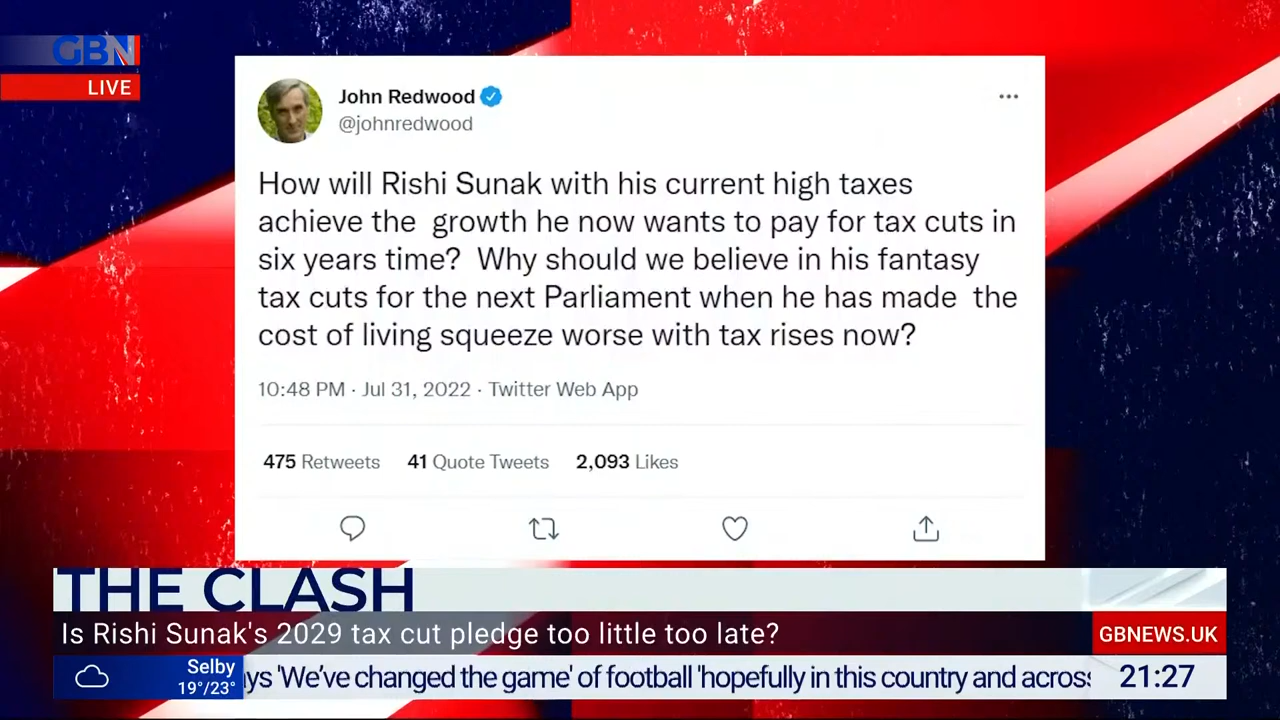 GBN
LIVE
John Redwood
@johnredwood
How will Rishi Sunak with his current high taxes
achieve the  growth he now wants to pay for tax cuts in
six years time?  Why should we believe in his fantasy
tax cuts for the next Parliament when he has made  the
cost of living squeeze worse with tax rises now?
10:48 PM · Jul 31, 2022 · Twitter Web App
475 Retweets 41 Quote Tweets 2,093 Likes
THE CLASH
Is Rishi Sunak's 2029 tax cut pledge too little too late?
GBNEWS.UK
Selby
19°/23°
'We've changed the game' of football 'hopefully in this country and
21:27